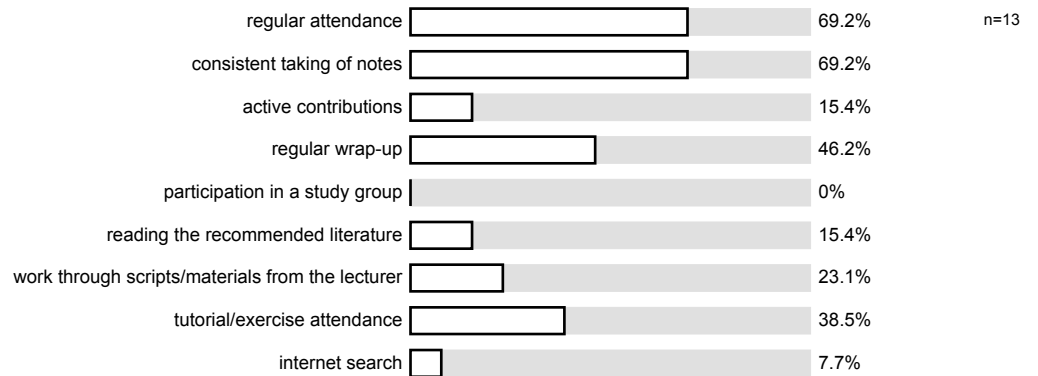 regular attendance 69.2% n=13
consistent taking of notes 69.2%
active contributions 15.4%
regular wrap-up 46.2%
participation in a study group 0%
reading the recommended literature 15.4%
work through scripts/materials from the lecturer 23.1%
tutorial/exercise attendance 38.5%
internet search 7.7%